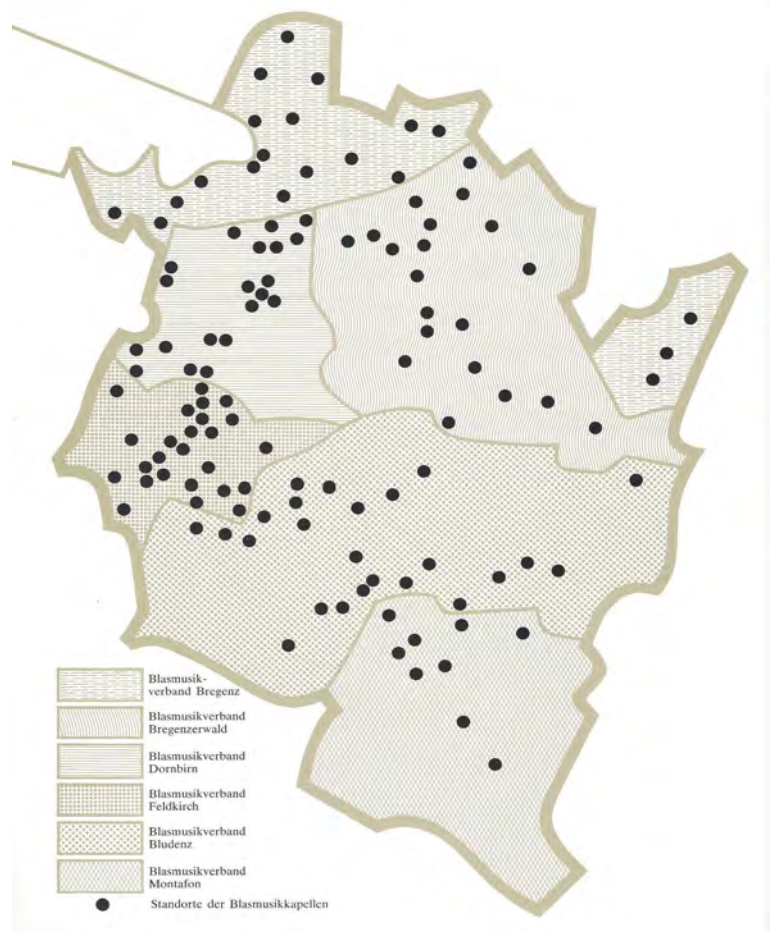 Blasmusik-
verband Bregenz
Blasmusikverband
Bregenzerwald
Blasmusikverband
Dornbirn
Blasmusikverband
Feldkirch
Blasmusikverband
Bludenz
Blasmusikverband
Montafon
Standorte der Blasmusikkapellen